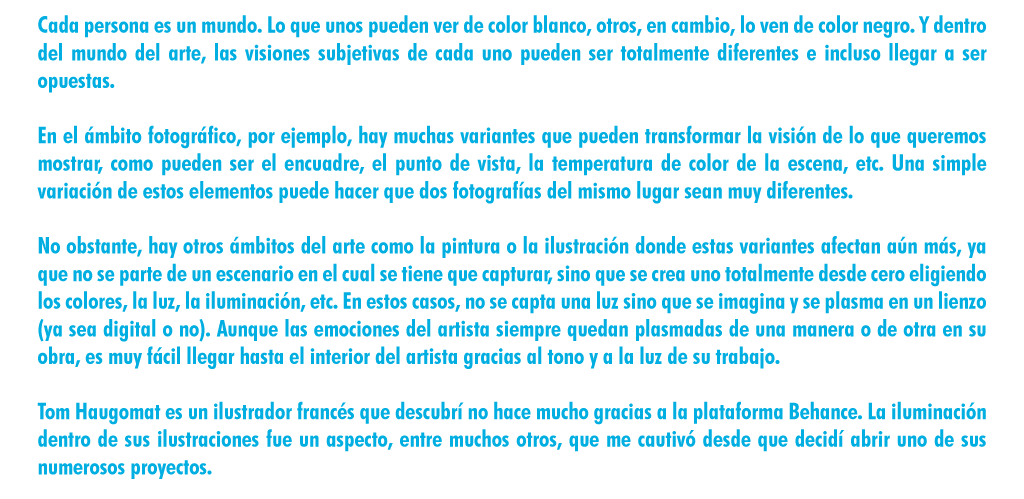 Cada persona es un mundo. Lo que unos pueden ver de color blanco, otros, en cambio, lo ven de color negro. Y dentro
del mundo del arte, las visiones subjetivas de cada uno pueden ser totalmente diferentes e incluso llegar a ser
opuestas.
En el ámbito fotográfico, por ejemplo, hay muchas variantes que pueden transformar la visión de lo que queremos
mostrar, como pueden ser el encuadre, el punto de vista, la temperatura de color de la escena, etc. Una simple
variación de estos elementos puede hacer que dos fotografías del mismo lugar sean muy diferentes.
No obstante, hay otros ámbitos del arte como la pintura o la ilustración donde estas variantes afectan aún más, ya
que no se parte de un escenario en el cual se tiene que capturar, sino que se crea uno totalmente desde cero eligiendo
los colores, la luz, la iluminación, etc. En estos casos, no se capta una luz sino que se imagina y se plasma en un lienzo
(ya sea digital o no). Aunque las emociones del artista siempre quedan plasmadas de una manera o de otra en su
obra, es muy fácil llegar hasta el interior del artista gracias al tono y a la luz de su trabajo.
Tom Haugomat es un ilustrador francés que descubrí no hace mucho gracias a la plataforma Behance. La iluminación
dentro de sus ilustraciones fue un aspecto, entre muchos otros, que me cautivó desde que decidí abrir uno de sus
numerosos proyectos.